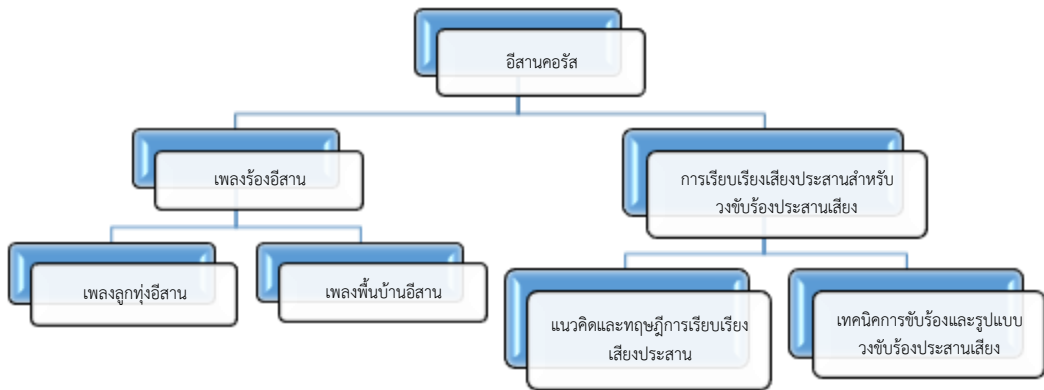 อีสานคอรัส
เพลงร้องอีสาน
การเรียบเรียงเสียงประสานสำหรับ
วงขับร้องประสานเสียง
เพลงลูกทุ่งอีสาน
เพลงพื้นบ้านอีสาน
แนวคิดและทฤษฎีการเรียบเรียง
เสียงประสาน
เทคนิคการขับร้องและรูปแบบ
วงขับร้องประสานเสียง